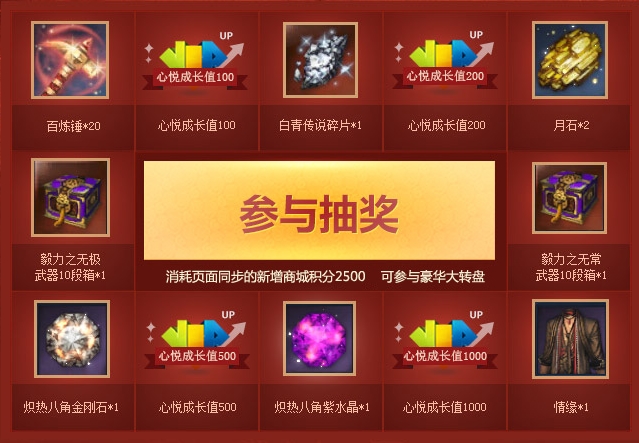 UP
心悦成长值100
UP
心悦成长值200
百炼锤*20
心悦成长值100
白青传说碎片*1
心悦成长值200
月石*2
参与抽奖
毅力之无极
武器10段箱*1
毅力之无常
武器10段箱*1
消耗页面同步的新增商城积分2500 可参与豪华大转盘
UP
心悦成长值500
UP
心悦成长值1000
炽热八角金刚石*1
心悦成长值500
炽热八角紫水晶*1
心悦成长值1000
情缘*1